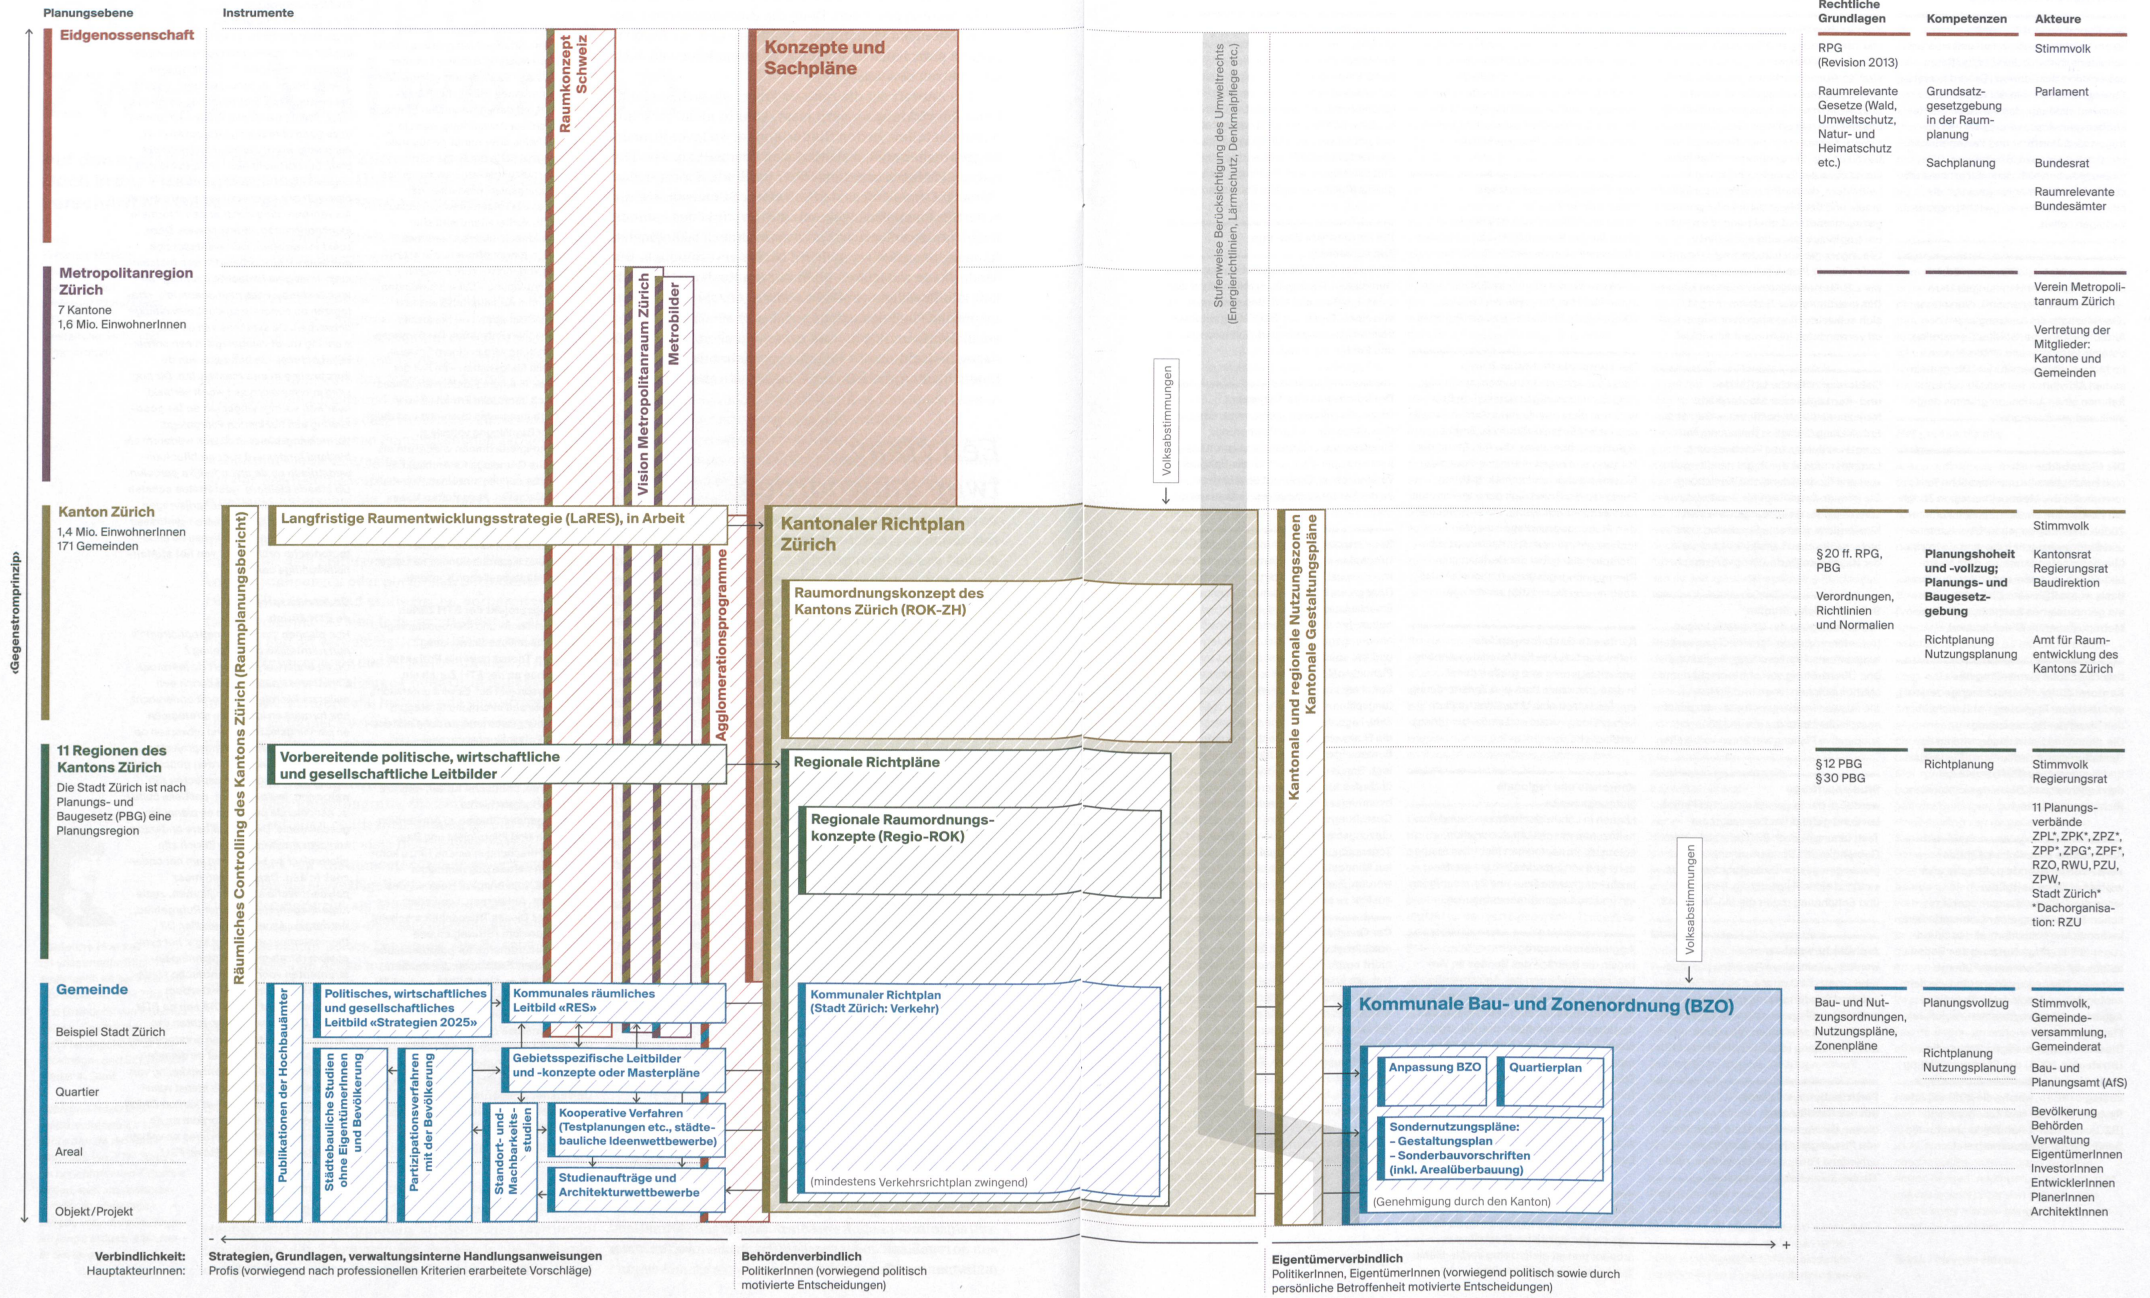 Planungsebene
Instrumente
Rechtliche
Grundlagen
Kompetenzen
Akteure
Eidgenossenschaft
Raumkonzept
Schweiz
Konzepte und
Sachpläne
Stufenweise Berücksichtigung des Umweltrechts
(Energierichtlinien, Lärmschutz, Denkmalpflege etc.)
RPG
(Revision 2013)
Raumrelevante
Gesetze (Wald,
Umweltschutz,
Natur- und
Heimatschutz
etc.)
Grundsatz-
gesetzgebung
in der Raum-
planung
Sachplanung
Stimmvolk
Parlament
Bundesrat
Raumrelevante
Bundesämter
Metropolitanregion
Zürich
7 Kantone
1,6 Mio. EinwohnerInnen
Vision Metropolitanraum Zürich
Metrobilder
Volksabstimmungen
Verein Metropoli-
tanraum Zürich
Vertretung der
Mitglieder:
Kantone und
Gemeinden
‹Gegenstromprinzip›
Kanton Zürich
1,4 Mio. EinwohnerInnen
171 Gemeinden
Räumliches Controlling des Kantons Zürich (Raumplanungsbericht)
Langfristige Raumentwicklungsstrategie (LaRES), in Arbeit
Agglomerationsprogramme
Kantonaler Richtplan
Zürich
Raumordnungskonzept des
Kantons Zürich (ROK-ZH)
Kantonale und regionale Nutzungszonen
Kantonale Gestaltungspläne
§ 20 ff. RPG,
PBG
Verordnungen,
Richtlinien
und Normalien
Planungshoheit
und -vollzug;
Planungs- und
Baugesetz-
gebung
Richtplanung
Nutzungsplanung
Stimmvolk
Kantonsrat
Regierungsrat
Baudirektion
Amt für Raum-
entwicklung des
Kantons Zürich
11 Regionen des
Kantons Zürich
Die Stadt Zürich ist nach
Planungs- und
Baugesetz (PBG) eine
Planungsregion
Vorbereitende politische, wirtschaftliche
und gesellschaftliche Leitbilder
Regionale Richtpläne
Regionale Raumordnungs-
konzepte (Regio-ROK)
Volksabstimmungen
§ 12 PBG
§ 30 PBG
Richtplanung
Stimmvolk
Regierungsrat
11 Planungs-
verbände
ZPL*, ZPK*, ZPZ*,
ZPP*, ZPG*, ZPF*,
RZO, RWU, PZU,
ZPW,
Stadt Zürich*
*Dachorganisa-
tion: RZU
Gemeinde
Beispiel Stadt Zürich
Quartier
Areal
Objekt/Projekt
Publikationen der Hochbauämter
Politisches, wirtschaftliches
und gesellschaftliches
Leitbild «Strategien 2025»
Kommunales räumliches
Leitbild «RES»
Städtebauliche Studien
ohne EigentümerInnen
und Bevölkerung
Partizipationsverfahren
mit der Bevölkerung
Gebietsspezifische Leitbilder
und -konzepte oder Masterpläne
Standort- und
Machbarkeits-
studien
Kooperative Verfahren
(Testplanungen etc., städte-
bauliche Ideenwettbewerbe)
Studienaufträge und
Architekturwettbewerbe
Kommunaler Richtplan
(Stadt Zürich: Verkehr)
(mindestens Verkehrsrichtplan zwingend)
Kommunale Bau- und Zonenordnung (BZO)
Anpassung BZO
Quartierplan
Sondernutzungspläne:
– Gestaltungsplan
– Sonderbauvorschriften
(inkl. Arealüberbauung)
(Genehmigung durch den Kanton)
Bau- und Nut-
zungsordnungen,
Nutzungspläne,
Zonenpläne
Planungsvollzug
Richtplanung
Nutzungsplanung
Stimmvolk,
Gemeinde-
versammlung,
Gemeinderat
Bau- und
Planungsamt (AfS)
Bevölkerung
Behörden
Verwaltung
EigentümerInnen
InvestorInnen
EntwicklerInnen
PlanerInnen
ArchitektInnen
-
+
Verbindlichkeit:
HauptakteurInnen:
Strategien, Grundlagen, verwaltungsinterne Handlungsanweisungen
Profis (vorwiegend nach professionellen Kriterien erarbeitete Vorschläge)
Behördenverbindlich
PolitikerInnen (vorwiegend politisch
motivierte Entscheidungen)
Eigentümerverbindlich
PolitikerInnen, EigentümerInnen (vorwiegend politisch sowie durch
persönliche Betroffenheit motivierte Entscheidungen)